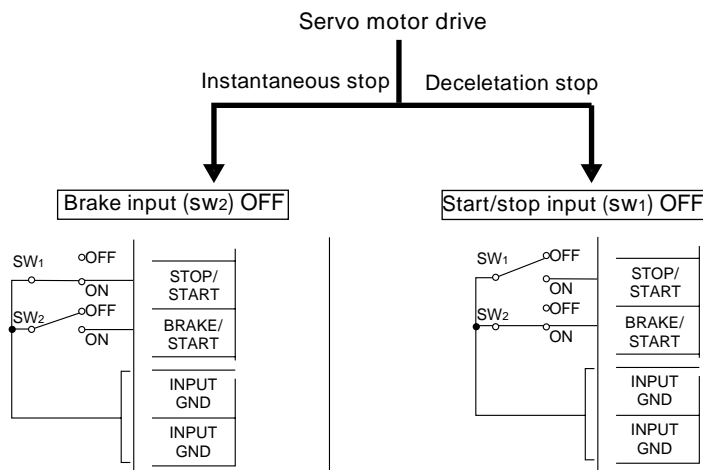 Servo motor drive
Instantaneous stop
Deceletation stop
Brake input (sw2) OFF
Start/stop input (sw1) OFF
SW1
OFF
ON
STOP/
START
SW2
OFF
ON
BRAKE/
START
INPUT
GND
INPUT
GND
SW1
OFF
ON
STOP/
START
SW2
OFF
ON
BRAKE/
START
INPUT
GND
INPUT
GND